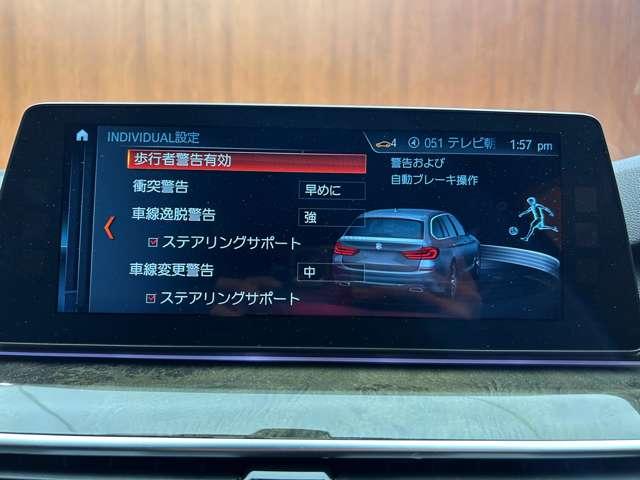 INDIVIDUAL設定
4 051 テレビ朝 1:57 pm
歩行者警告有効
警告および
自動ブレーキ操作
衝突警告 早めに
車線逸脱警告 強
ステアリングサポート
車線変更警告 中
ステアリングサポート